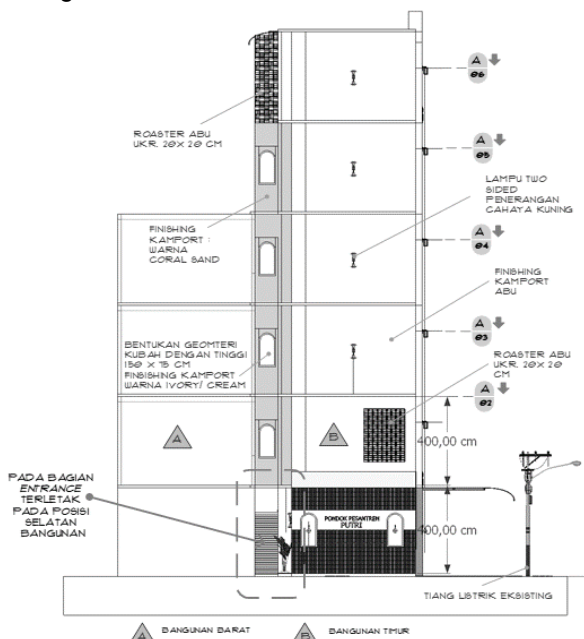 A
06
ROASTER ABU
UKR. 20X 20 CM
A
05
LAMPU TWO
SIDED
PENERANGAN
CAHAYA KUNING
FINISHING
KAMPORT :
WARNA
CORAL SAND
A
04
FINISHING
KAMPORT
ABU
A
03
BENTUKAN GEOMTERI
KUBAH DENGAN TINGGI
150 X 75 CM
FINSISHING KAMPORT
WARNA IVORY/ CREAM
ROASTER ABU
UKR. 20X 20
CM
A
02
A
B
400,00 cm
PADA BAGIAN
ENTRANCE
TERLETAK
PADA POSISI
SELATAN
BANGUNAN
PONDOK PESANTREN
PUTRI
400,00 cm
TIANG LISTRIK EKSISTING
A BANGUNAN BARAT
B BANGUNAN TIMUR